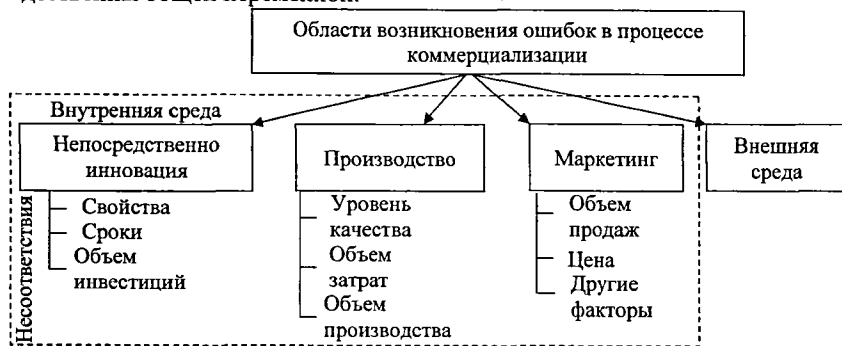 Области возникновения ошибок в процессе
коммерциализации
Внутренняя среда
Непосредственно
инновация
Производство
Маркетинг
Внешняя
среда
Несоответствия
Свойства
Сроки
Объем
инвестиций
Уровень
качества
Объем
затрат
Объем
производства
Объем
продаж
Цена
Другие
факторы